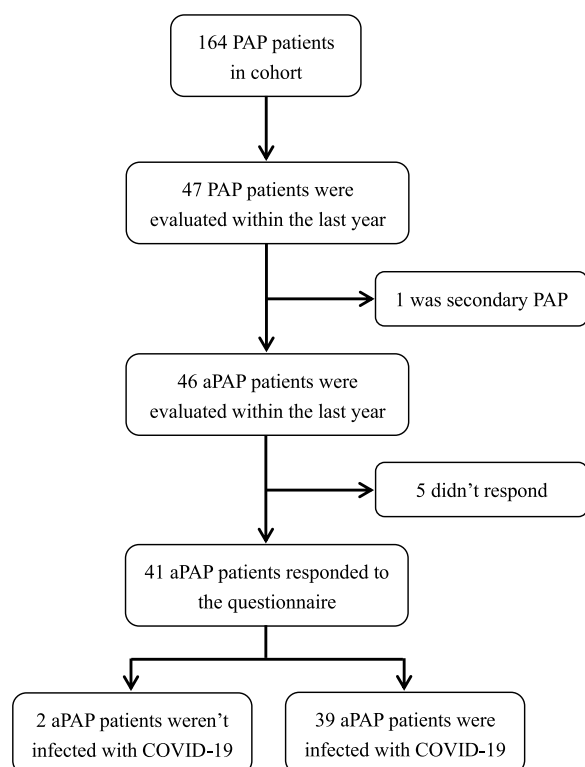 164 PAP patients
in cohort
47 PAP patients were
evaluated within the last year
1 was secondary PAP
46 aPAP patients were
evaluated within the last year
5 didn’t respond
41 aPAP patients responded to
the questionnaire
2 aPAP patients weren’t
infected with COVID-19
39 aPAP patients were
infected with COVID-19